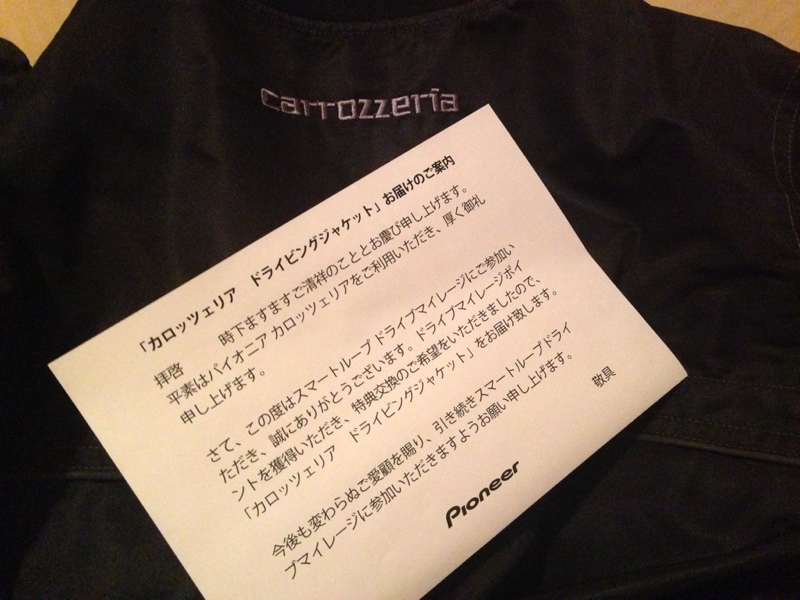 carrozzeria
「カロッツェリア　ドライビングジャケット」お届けのご案内
拝啓　　時下ますますご清祥のこととお慶び申し上げます。
平素はパイオニア カロッツェリアをご利用いただき、厚く御礼
申し上げます。
さて、この度はスマートループ ドライブマイレージにご参加い
ただき、誠にありがとうございます。ドライブマイレージポイ
ントを獲得いただき、特典交換のご希望をいただきましたので、
「カロッツェリア　ドライビングジャケット」をお届け致します。
今後も変わらぬご愛顧を賜り、引き続きスマートループドライ
ブマイレージに参加いただきますようお願い申し上げます。
敬具
Pioneer